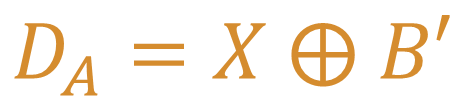 D_A = X ⊕ B′